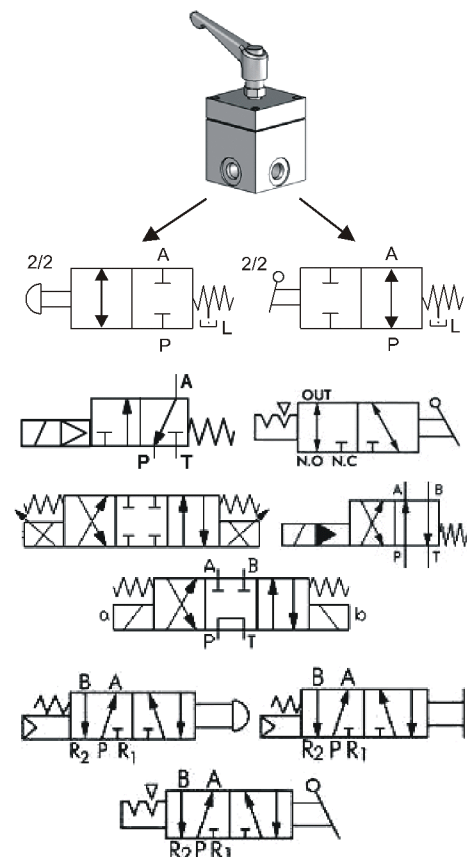 2/2 A 2/2 A
L L
P P
A
OUT
P T N.O N.C
A B
P T
A B
a b
P T
B A B A
R2 P R1 R2 P R1
B A
R2 P R1